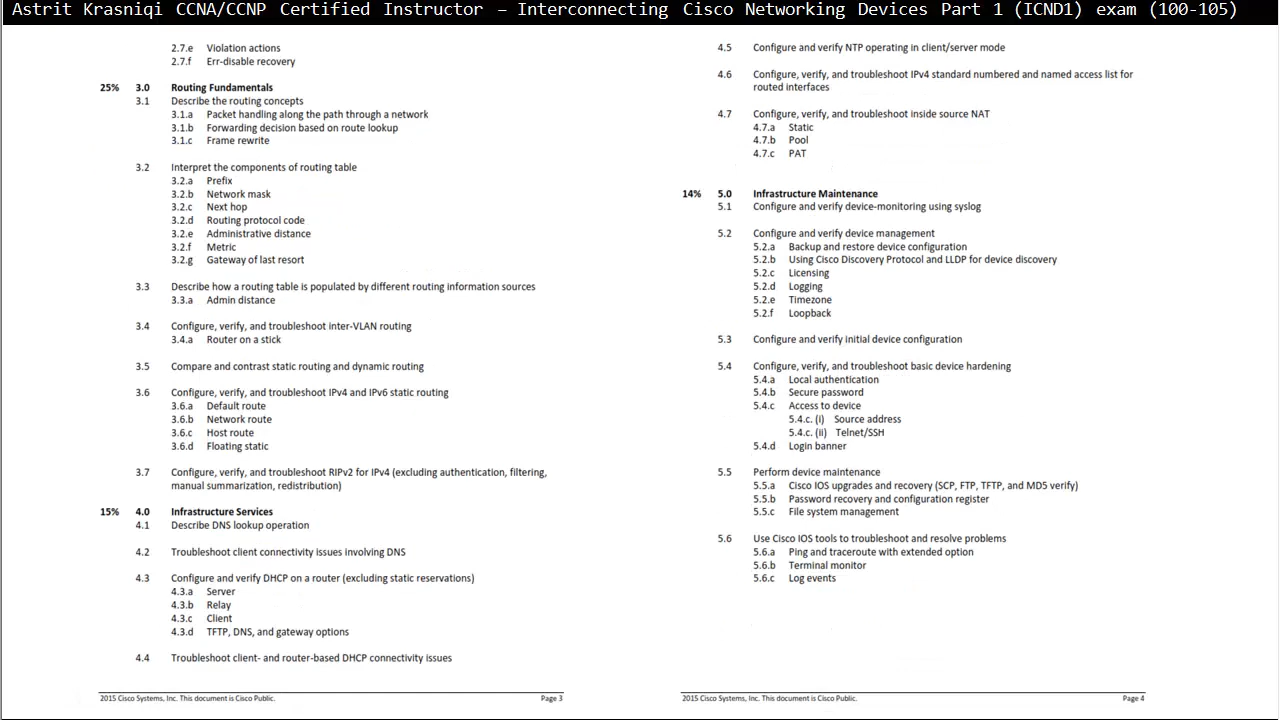 Astrit Krasniqi CCNA/CCNP Certified Instructor – Interconnecting Cisco Networking Devices Part 1 (ICND1) exam (100-105)
2.7.e Violation actions
2.7.f Err-disable recovery
25% 3.0 Routing Fundamentals
3.1 Describe the routing concepts
3.1.a Packet handling along the path through a network
3.1.b Forwarding decision based on route lookup
3.1.c Frame rewrite
3.2 Interpret the components of routing table
3.2.a Prefix
3.2.b Network mask
3.2.c Next hop
3.2.d Routing protocol code
3.2.e Administrative distance
3.2.f Metric
3.2.g Gateway of last resort
3.3 Describe how a routing table is populated by different routing information sources
3.3.a Admin distance
3.4 Configure, verify, and troubleshoot inter-VLAN routing
3.4.a Router on a stick
3.5 Compare and contrast static routing and dynamic routing
3.6 Configure, verify, and troubleshoot IPv4 and IPv6 static routing
3.6.a Default route
3.6.b Network route
3.6.c Host route
3.6.d Floating static
3.7 Configure, verify, and troubleshoot RIPv2 for IPv4 (excluding authentication, filtering,
manual summarization, redistribution)
15% 4.0 Infrastructure Services
4.1 Describe DNS lookup operation
4.2 Troubleshoot client connectivity issues involving DNS
4.3 Configure and verify DHCP on a router (excluding static reservations)
4.3.a Server
4.3.b Relay
4.3.c Client
4.3.d TFTP, DNS, and gateway options
4.4 Troubleshoot client- and router-based DHCP connectivity issues
2015 Cisco Systems, Inc. This document is Cisco Public. Page 3
4.5 Configure and verify NTP operating in client/server mode
4.6 Configure, verify, and troubleshoot IPv4 standard numbered and named access list for
routed interfaces
4.7 Configure, verify, and troubleshoot inside source NAT
4.7.a Static
4.7.b Pool
4.7.c PAT
14% 5.0 Infrastructure Maintenance
5.1 Configure and verify device-monitoring using syslog
5.2 Configure and verify device management
5.2.a Backup and restore device configuration
5.2.b Using Cisco Discovery Protocol and LLDP for device discovery
5.2.c Licensing
5.2.d Logging
5.2.e Timezone
5.2.f Loopback
5.3 Configure and verify initial device configuration
5.4 Configure, verify, and troubleshoot basic device hardening
5.4.a Local authentication
5.4.b Secure password
5.4.c Access to device
5.4.c. (i) Source address
5.4.c. (ii) Telnet/SSH
5.4.d Login banner
5.5 Perform device maintenance
5.5.a Cisco IOS upgrades and recovery (SCP, FTP, TFTP, and MD5 verify)
5.5.b Password recovery and configuration register
5.5.c File system management
5.6 Use Cisco IOS tools to troubleshoot and resolve problems
5.6.a Ping and traceroute with extended option
5.6.b Terminal monitor
5.6.c Log events
2015 Cisco Systems, Inc. This document is Cisco Public. Page 4